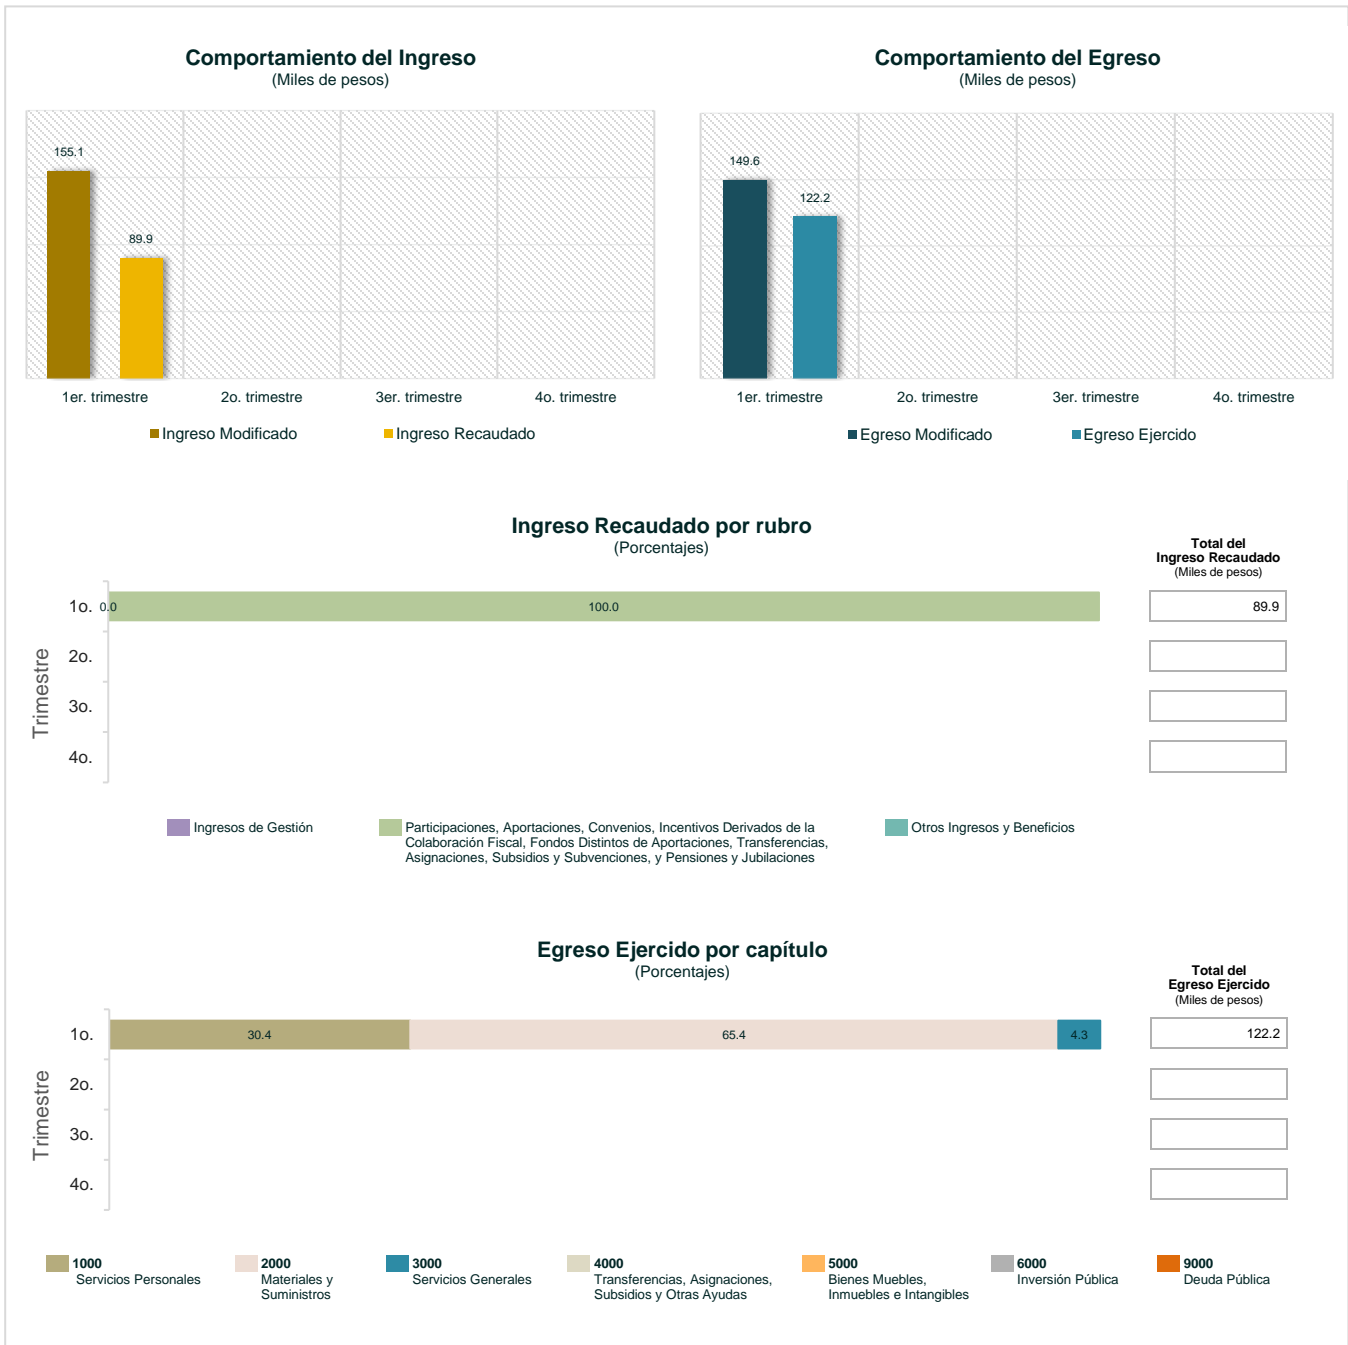 Comportamiento del Ingreso
(Miles de pesos)
155.1
89.9
1er. trimestre
2o. trimestre
3er. trimestre
4o. trimestre
Ingreso Modificado
Ingreso Recaudado
Comportamiento del Egreso
(Miles de pesos)
149.6
122.2
1er. trimestre
2o. trimestre
3er. trimestre
4o. trimestre
Egreso Modificado
Egreso Ejercido
Ingreso Recaudado por rubro
(Porcentajes)
Total del
Ingreso Recaudado
(Miles de pesos)
Trimestre
1o.
0.0
100.0
89.9
2o.
3o.
4o.
Ingresos de Gestión
Participaciones, Aportaciones, Convenios, Incentivos Derivados de la
Colaboración Fiscal, Fondos Distintos de Aportaciones, Transferencias,
Asignaciones, Subsidios y Subvenciones, y Pensiones y Jubilaciones
Otros Ingresos y Beneficios
Egreso Ejercido por capítulo
(Porcentajes)
Total del
Egreso Ejercido
(Miles de pesos)
Trimestre
1o.
30.4
65.4
4.3
122.2
2o.
3o.
4o.
1000
Servicios Personales
2000
Materiales y
Suministros
3000
Servicios Generales
4000
Transferencias, Asignaciones,
Subsidios y Otras Ayudas
5000
Bienes Muebles,
Inmuebles e Intangibles
6000
Inversión Pública
9000
Deuda Pública